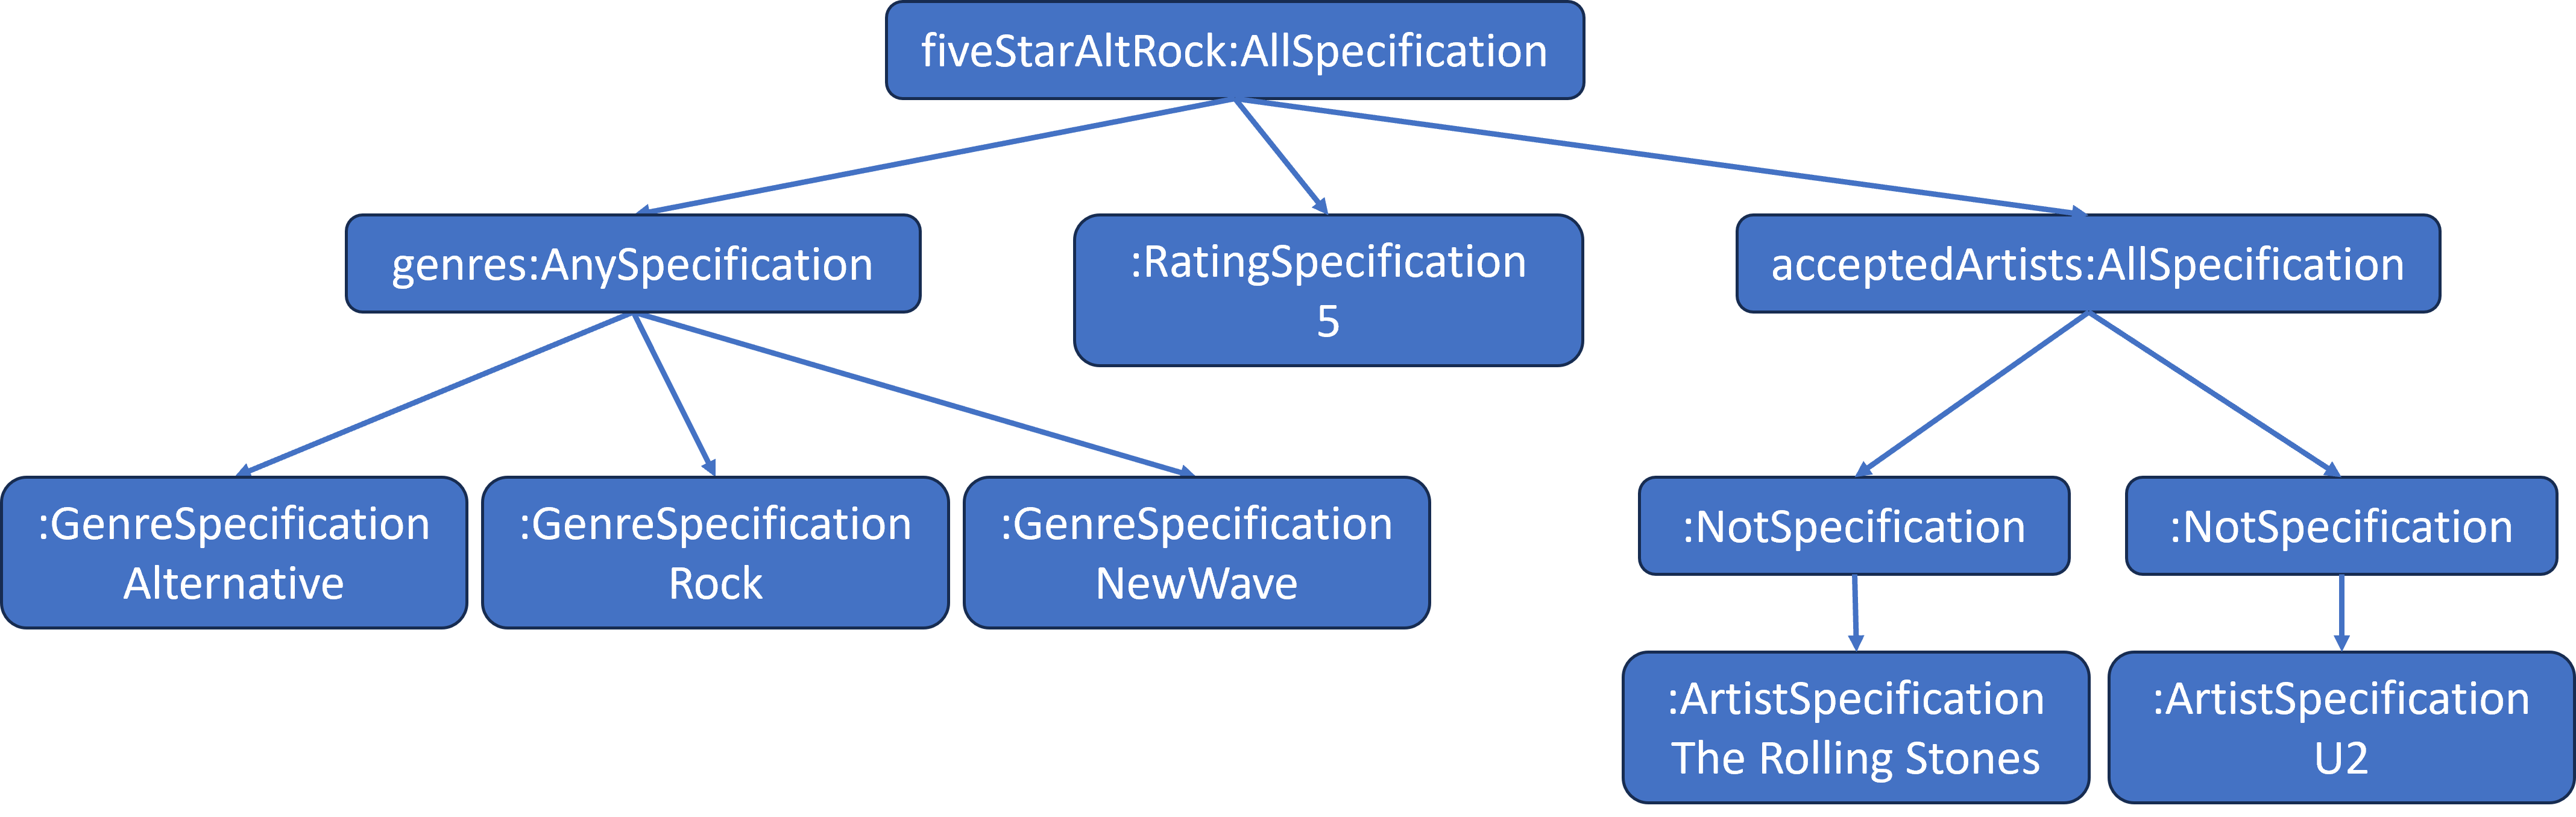 fiveStarAltRock:AllSpecification
genres:AnySpecification
:RatingSpecification
5
acceptedArtists:AllSpecification
:GenreSpecification
Alternative
:GenreSpecification
Rock
:GenreSpecification
NewWave
:NotSpecification
:NotSpecification
:ArtistSpecification
The Rolling Stones
:ArtistSpecification
U2